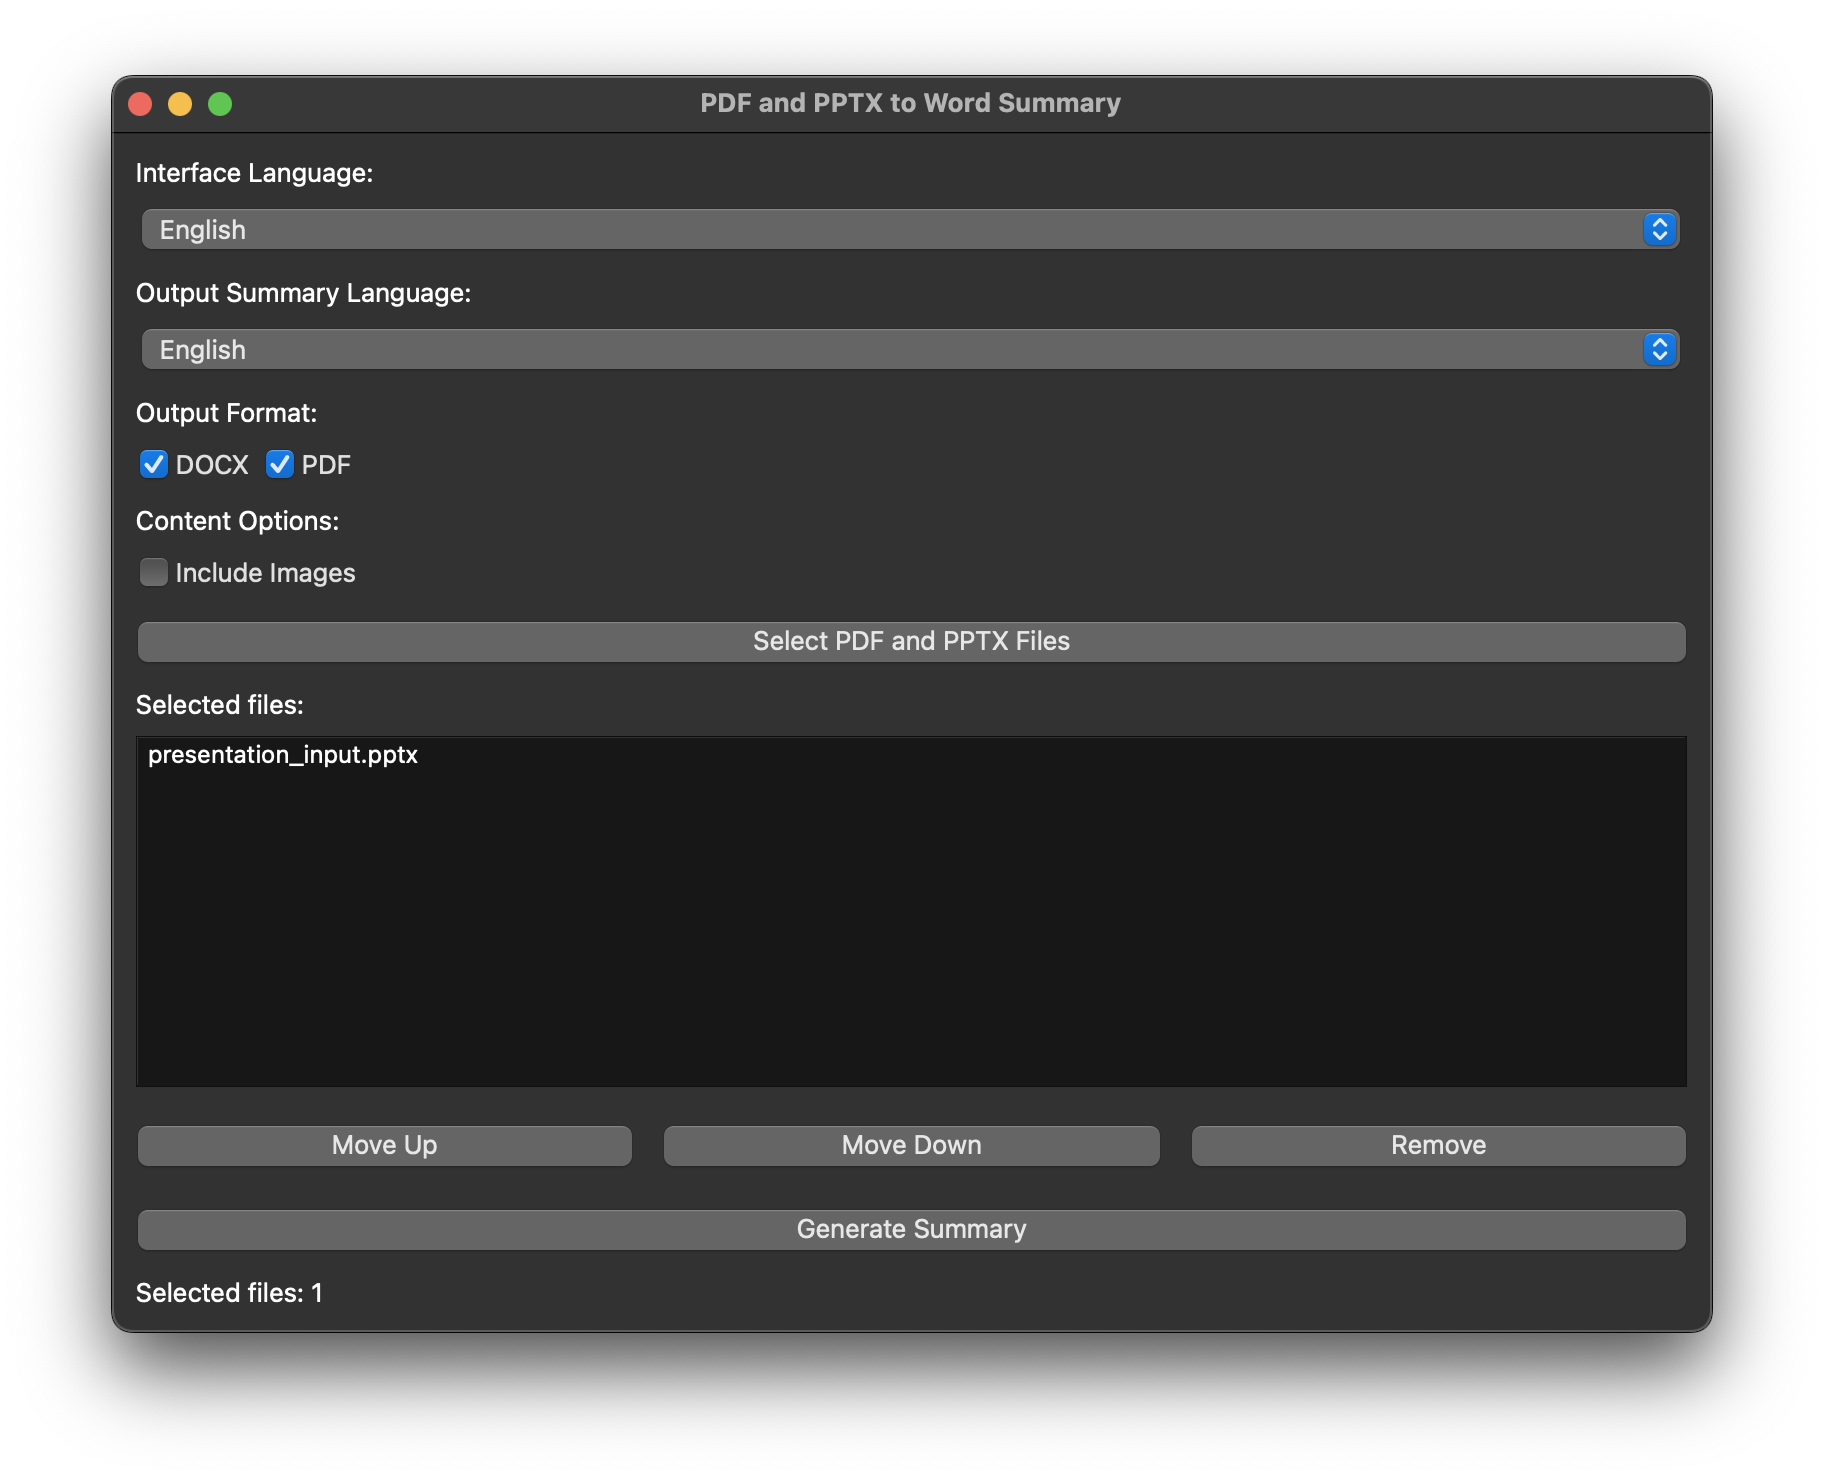 PDF and PPTX to Word Summary
Interface Language:
English
Output Summary Language:
English
Output Format:
DOCX PDF
Content Options:
Include Images
Select PDF and PPTX Files
Selected files:
presentation_input.pptx
Move Up Move Down Remove
Generate Summary
Selected files: 1